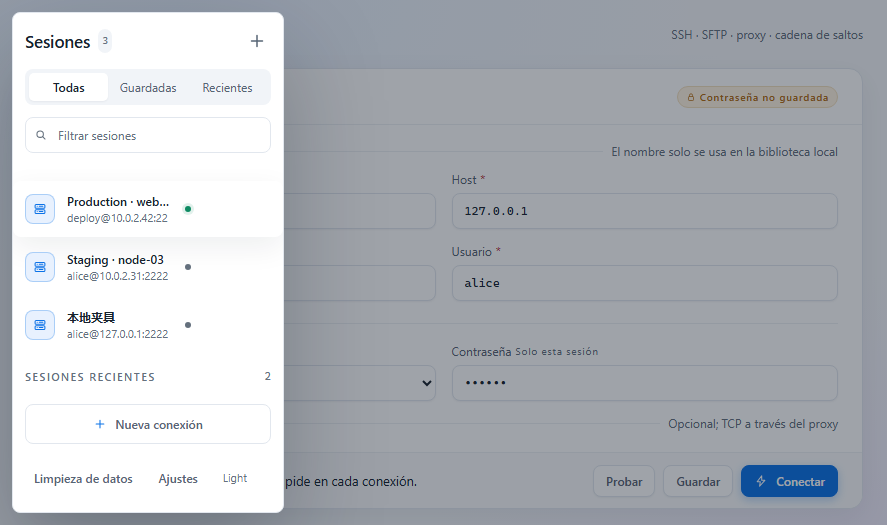 Sesiones 3
Todas Guardadas Recientes
Filtrar sesiones
Production · web...
deploy@10.0.2.42:22
Staging · node-03
alice@10.0.2.31:2222
本地夹具
alice@127.0.0.1:2222
SESIONES RECIENTES 2
Nueva conexión
Limpieza de datos Ajustes Light
SSH · SFTP · proxy · cadena de saltos
Contraseña no guardada
El nombre solo se usa en la biblioteca local
Host *
127.0.0.1
Usuario *
alice
Contraseña Solo esta sesión
••••••
Opcional; TCP a través del proxy
pide en cada conexión.
Probar Guardar Conectar